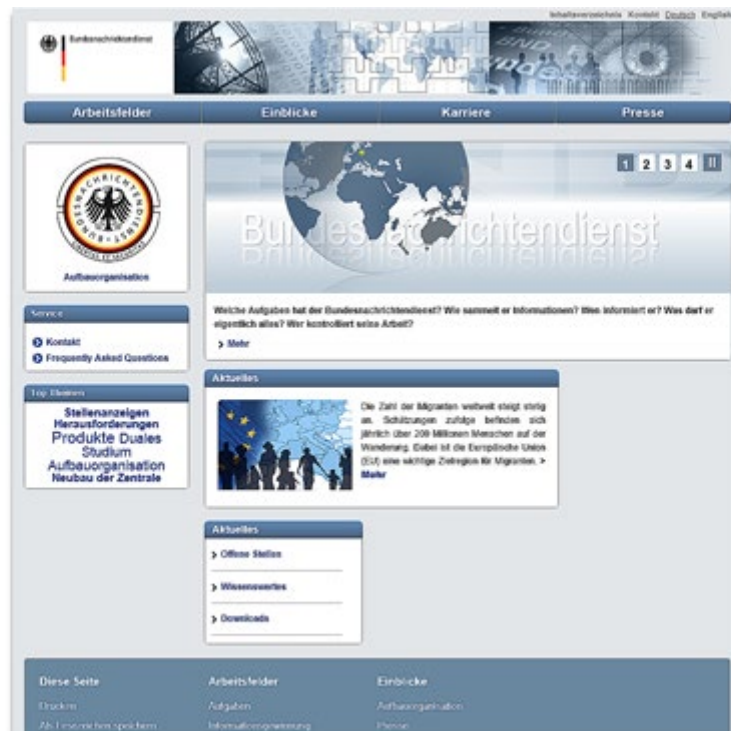 Inhaltsverzeichnis Kontakt Deutsch English
Bundesnachrichtendienst
Arbeitsfelder Einblicke Karriere Presse
BUNDESNACHRICHTENDIENST
Aufbauorganisation
1 2 3 4
Bundesnachrichtendienst
Welche Aufgaben hat der Bundesnachrichtendienst? Wie sammelt er Informationen? Wen informiert er? Was darf er
eigentlich alles? Wer kontrolliert seine Arbeit?
Mehr
Service
Kontakt
Frequently Asked Questions
Top Themen
Stellenanzeigen
Herausforderungen
Produkte Duales
Studium
Aufbauorganisation
Neubau der Zentrale
Aktuelles
Die Zahl der Migranten weltweit steigt stetig
an. Schätzungen zufolge befinden sich
jährlich über 200 Millionen Menschen auf der
Wanderung. Dabei ist die Europäische Union
(EU) eine wichtige Zielregion für Migranten. >
Mehr
Aktuelles
Offene Stellen
Wissenswertes
Downloads
Diese Seite Arbeitsfelder Einblicke
Drucken Aufgaben Aufbauorganisation
Als Lesezeichen speichern Informationsgewinnung Presse